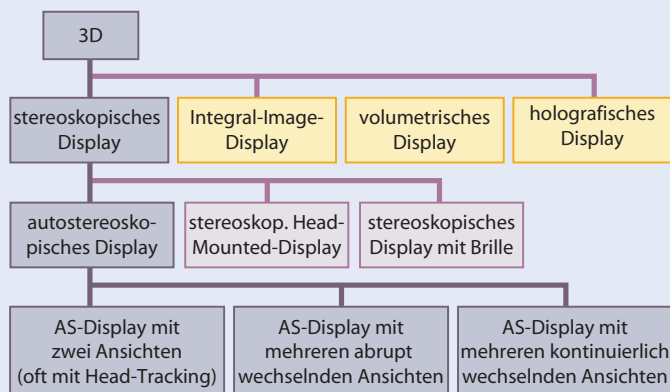 3D
stereoskopisches
Display
Integral-Image-
Display
volumetrisches
Display
holografisches
Display
autostereosko-
pisches Display
stereoskop. Head-
Mounted-Display
stereoskopisches
Display mit Brille
AS-Display mit
zwei Ansichten
(oft mit Head-Tracking)
AS-Display mit
mehreren abrupt
wechselnden Ansichten
AS-Display mit
mehreren kontinuierlich
wechselnden Ansichten